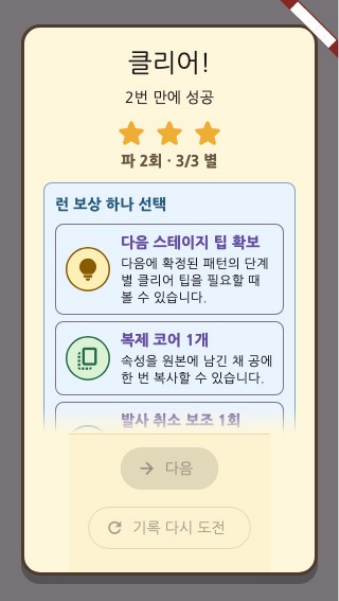 클리어!
2번 만에 성공
파 2회 · 3/3 별
런 보상 하나 선택
다음 스테이지 팁 확보
다음에 확정된 패턴의 단계
별 클리어 팁을 필요할 때
볼 수 있습니다.
복제 코어 1개
속성을 원본에 남긴 채 공에
한 번 복사할 수 있습니다.
발사 취소 보조 1회
다음
기록 다시 도전